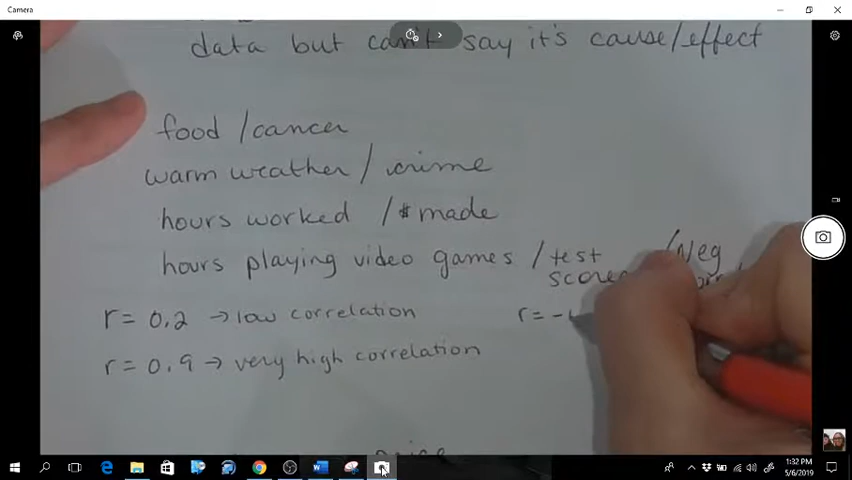 Camera
data but can't say it's cause/effect
food /cancer
warm weather / crime
hours worked /$made
hours playing video games /test /Neg
scores
r= 0.2 → low correlation r= -
r= 0.9 → very high correlation
1:32 PM
5/6/2019